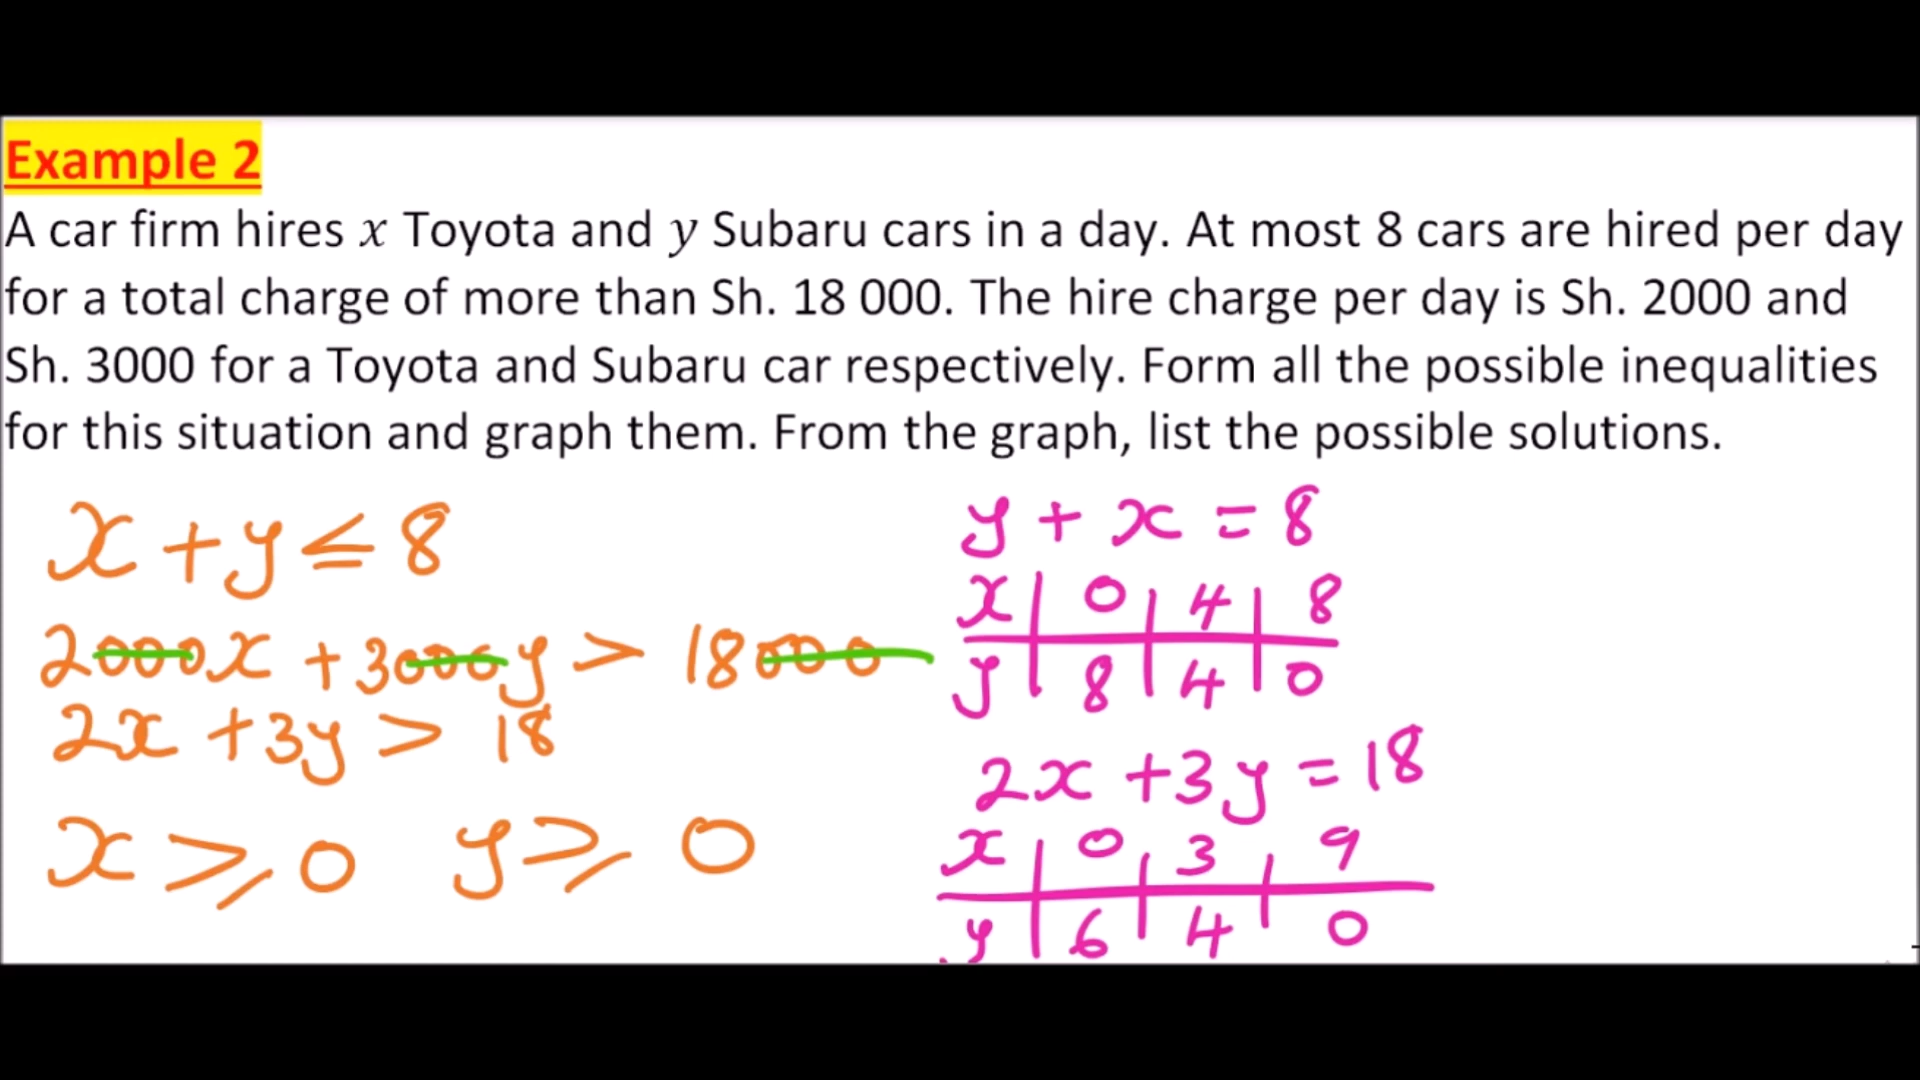 Example 2
A car firm hires x Toyota and y Subaru cars in a day. At most 8 cars are hired per day
for a total charge of more than Sh. 18 000. The hire charge per day is Sh. 2000 and
Sh. 3000 for a Toyota and Subaru car respectively. Form all the possible inequalities
for this situation and graph them. From the graph, list the possible solutions.
x + y ≤ 8
2000x + 3000y > 18000
2x + 3y > 18
x ≥ 0 y ≥ 0
y + x = 8
x | 0 | 4 | 8
y | 8 | 4 | 0
2x + 3y = 18
x | 0 | 3 | 9
y | 6 | 4 | 0